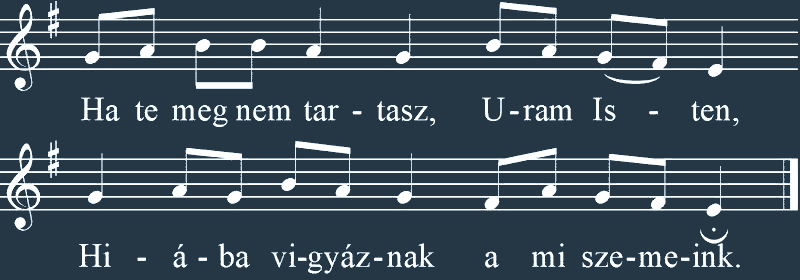 Ha te meg nem tar - tasz, U - ram Is - ten,
Hi - á - ba vi - gyáz - nak a mi sze - me - ink.